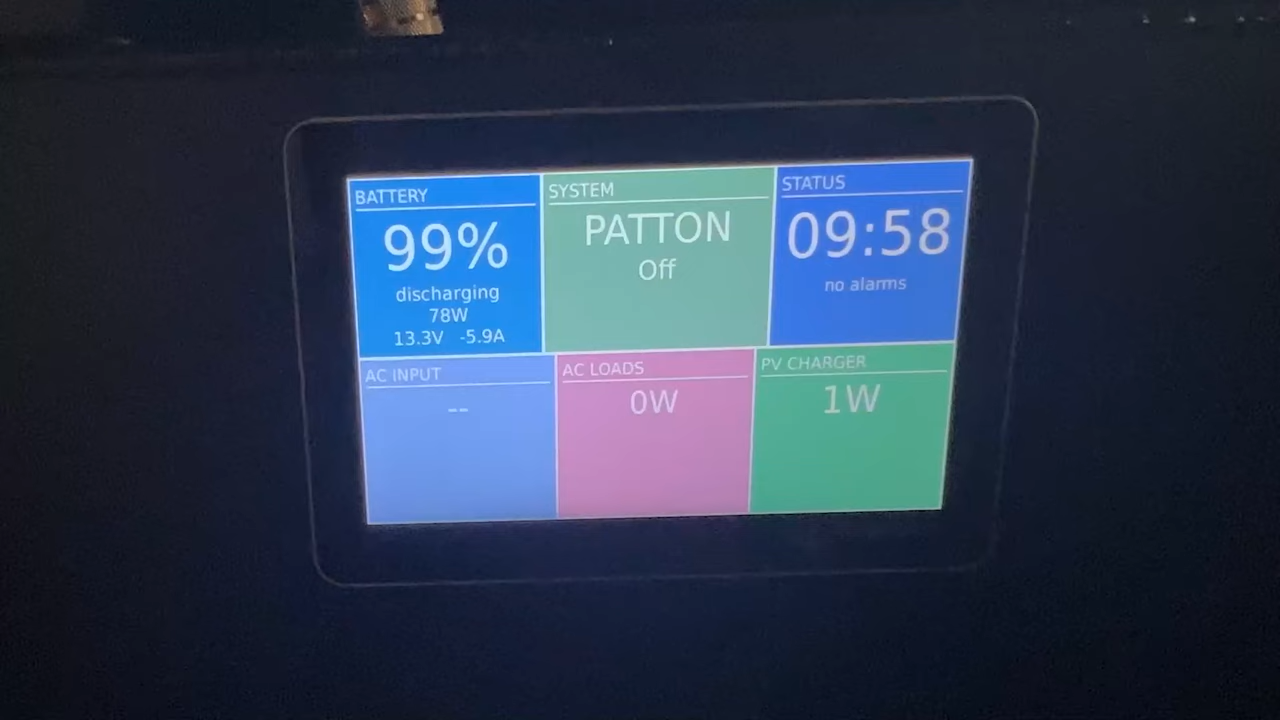 BATTERY
99%
discharging
78W
13.3V -5.9A
SYSTEM
PATTON
Off
STATUS
09:58
no alarms
AC INPUT
--
AC LOADS
0W
PV CHARGER
1W